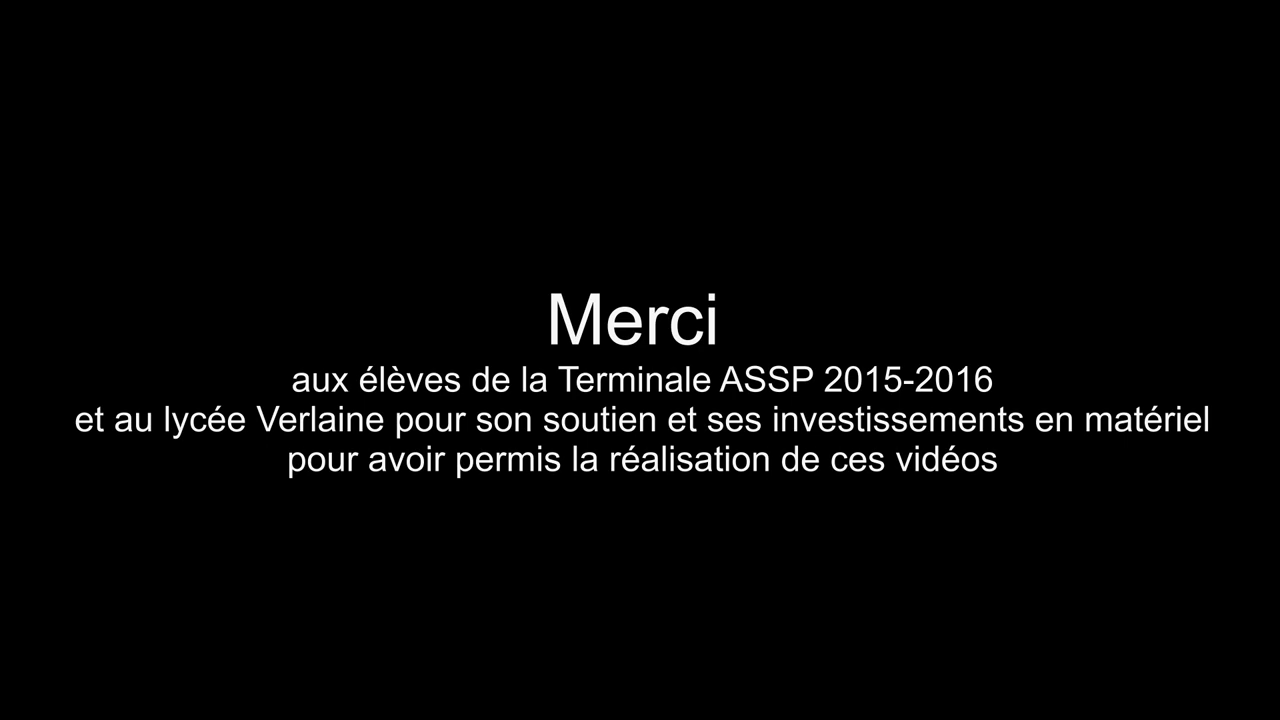 Merci
aux élèves de la Terminale ASSP 2015-2016
et au lycée Verlaine pour son soutien et ses investissements en matériel
pour avoir permis la réalisation de ces vidéos